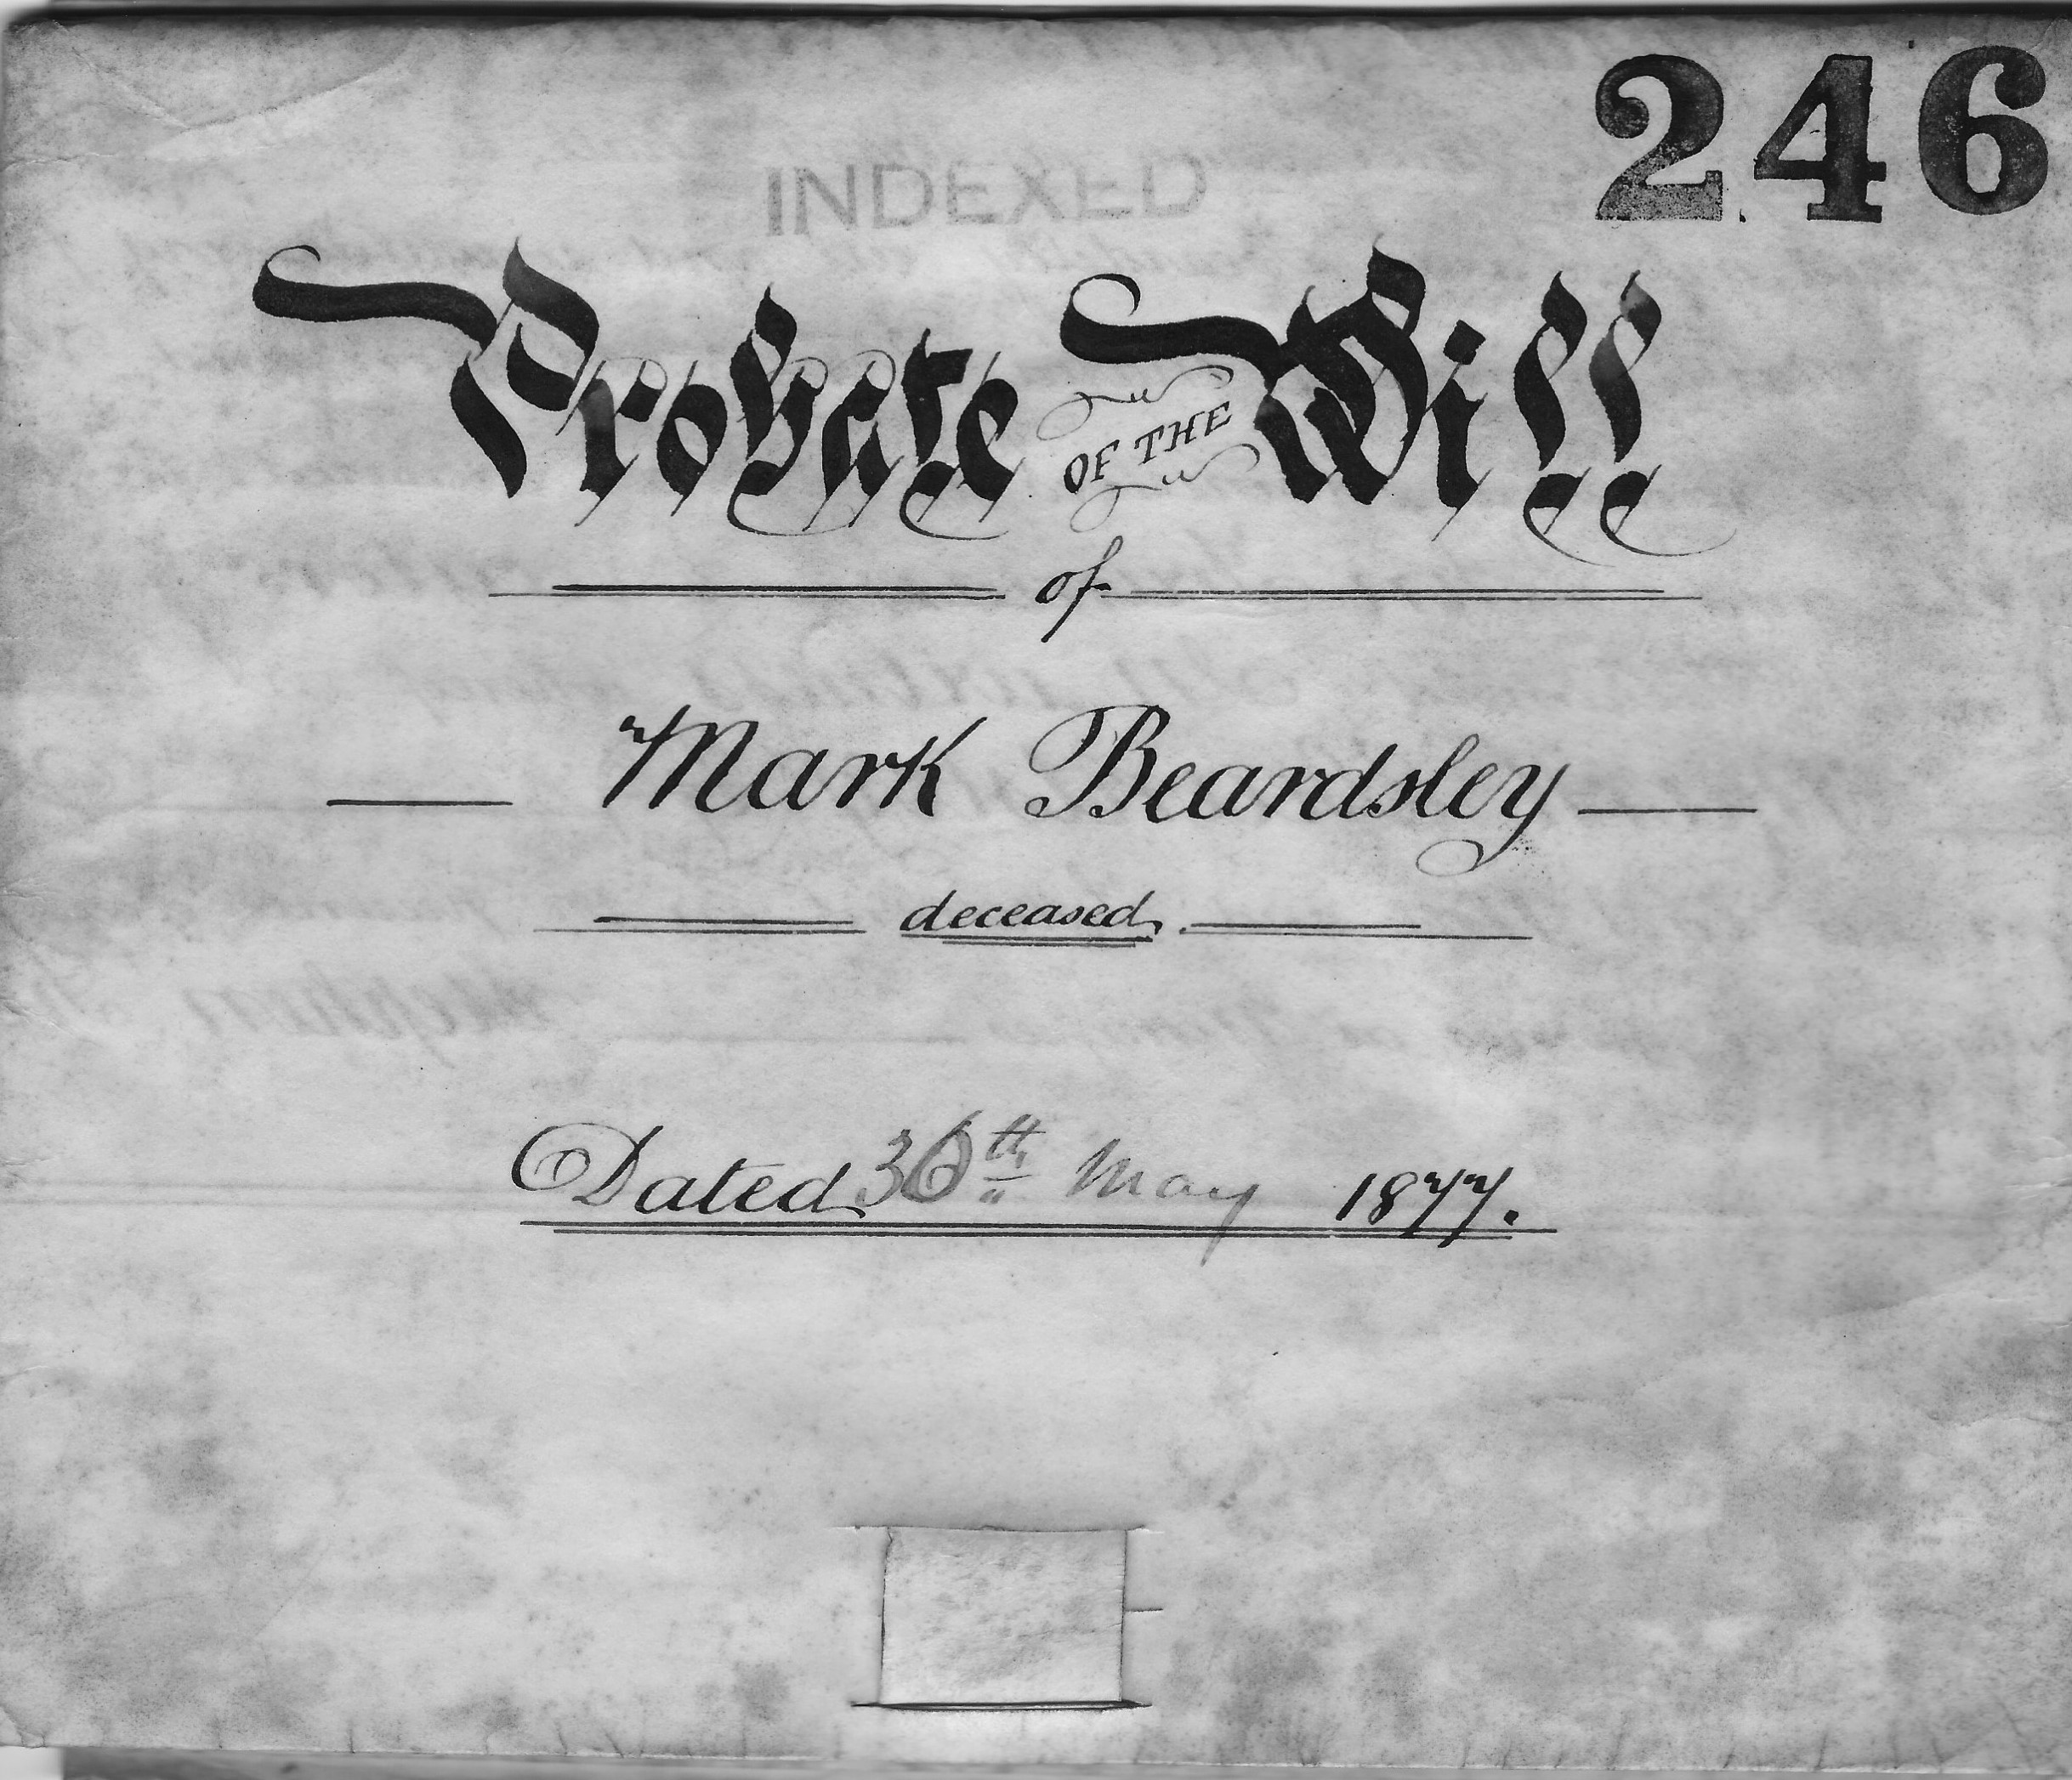 246
INDEXED
Probate OF THE Will
of
Mark Beardsley
deceased.
Dated 30th May 1877.